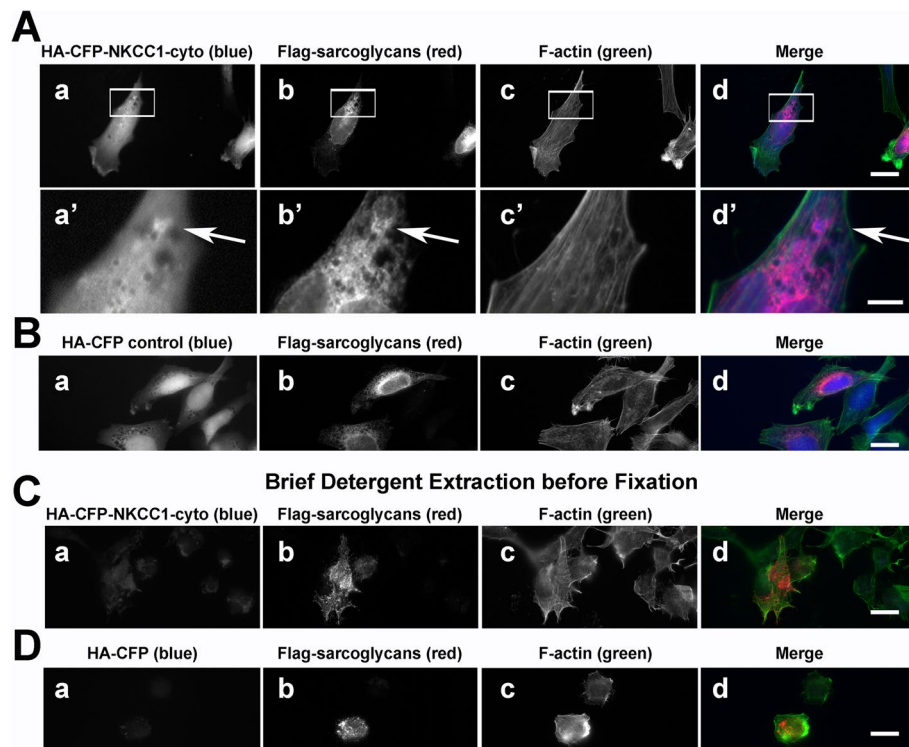 A
HA-CFP-NKCC1-cyto (blue) Flag-sarcoglycans (red) F-actin (green) Merge
a b c d
a’ b’ c’ d’
B
HA-CFP control (blue) Flag-sarcoglycans (red) F-actin (green) Merge
a b c d
Brief Detergent Extraction before Fixation
C
HA-CFP-NKCC1-cyto (blue) Flag-sarcoglycans (red) F-actin (green) Merge
a b c d
D
HA-CFP (blue) Flag-sarcoglycans (red) F-actin (green) Merge
a b c d